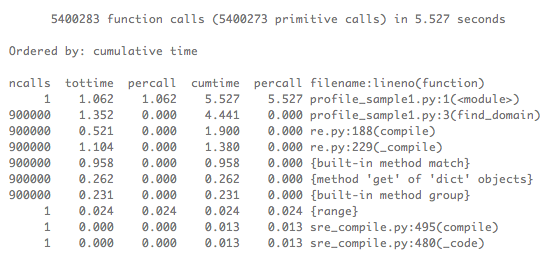 5400283 function calls (5400273 primitive calls) in 5.527 seconds
Ordered by: cumulative time
ncalls tottime percall cumtime percall filename:lineno(function)
1 1.062 1.062 5.527 5.527 profile_sample1.py:1(<module>)
900000 1.352 0.000 4.441 0.000 profile_sample1.py:3(find_domain)
900000 0.521 0.000 1.900 0.000 re.py:188(compile)
900000 1.104 0.000 1.380 0.000 re.py:229(_compile)
900000 0.958 0.000 0.958 0.000 {built-in method match}
900000 0.262 0.000 0.262 0.000 {method 'get' of 'dict' objects}
900000 0.231 0.000 0.231 0.000 {built-in method group}
1 0.024 0.024 0.024 0.024 {range}
1 0.000 0.000 0.013 0.013 sre_compile.py:495(compile)
1 0.000 0.000 0.013 0.013 sre_compile.py:480(_code)